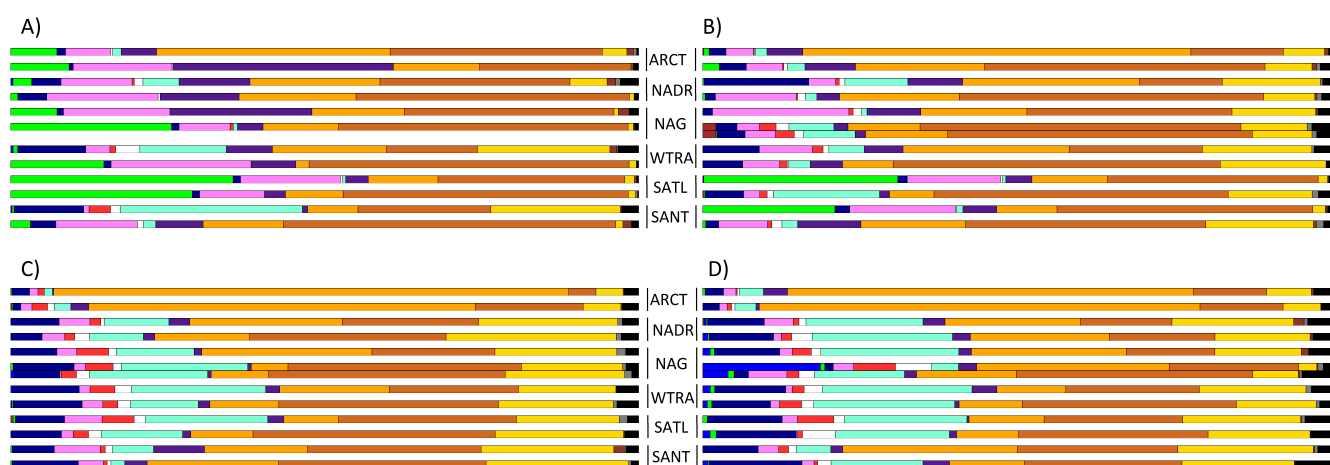 A)
B)
ARCT
NADR
NAG
WTRA
SATL
SANT
C)
D)
ARCT
NADR
NAG
WTRA
SATL
SANT